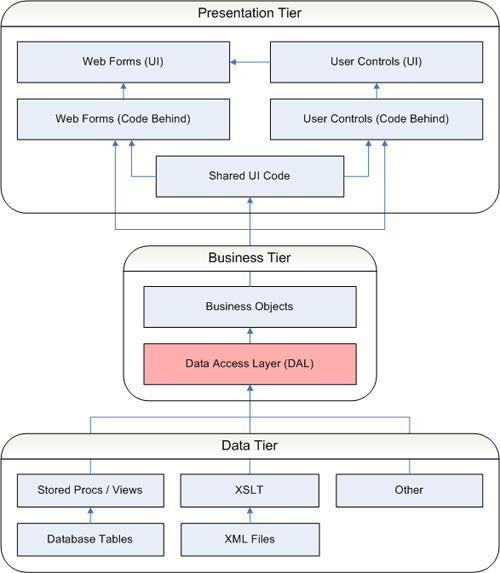 Presentation Tier
Web Forms (UI)
User Controls (UI)
Web Forms (Code Behind)
User Controls (Code Behind)
Shared UI Code
Business Tier
Business Objects
Data Access Layer (DAL)
Data Tier
Stored Procs / Views
XSLT
Other
Database Tables
XML Files